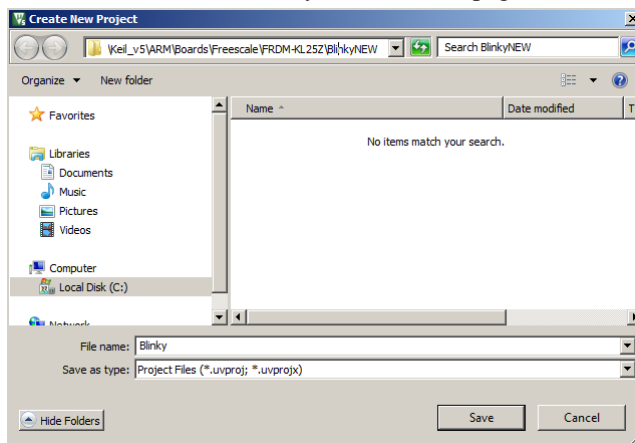 Create New Project
\Keil_v5\ARM\Boards\Freescale\FRDM-KL25Z\BlinkyNEW
Search BlinkyNEW
Organize
New folder
Favorites
Name
Date modified
T
No items match your search.
Libraries
Documents
Music
Pictures
Videos
Computer
Local Disk (C:)
Network
File name: Blinky
Save as type: Project Files (*.uvproj; *.uvprojx)
Hide Folders
Save
Cancel